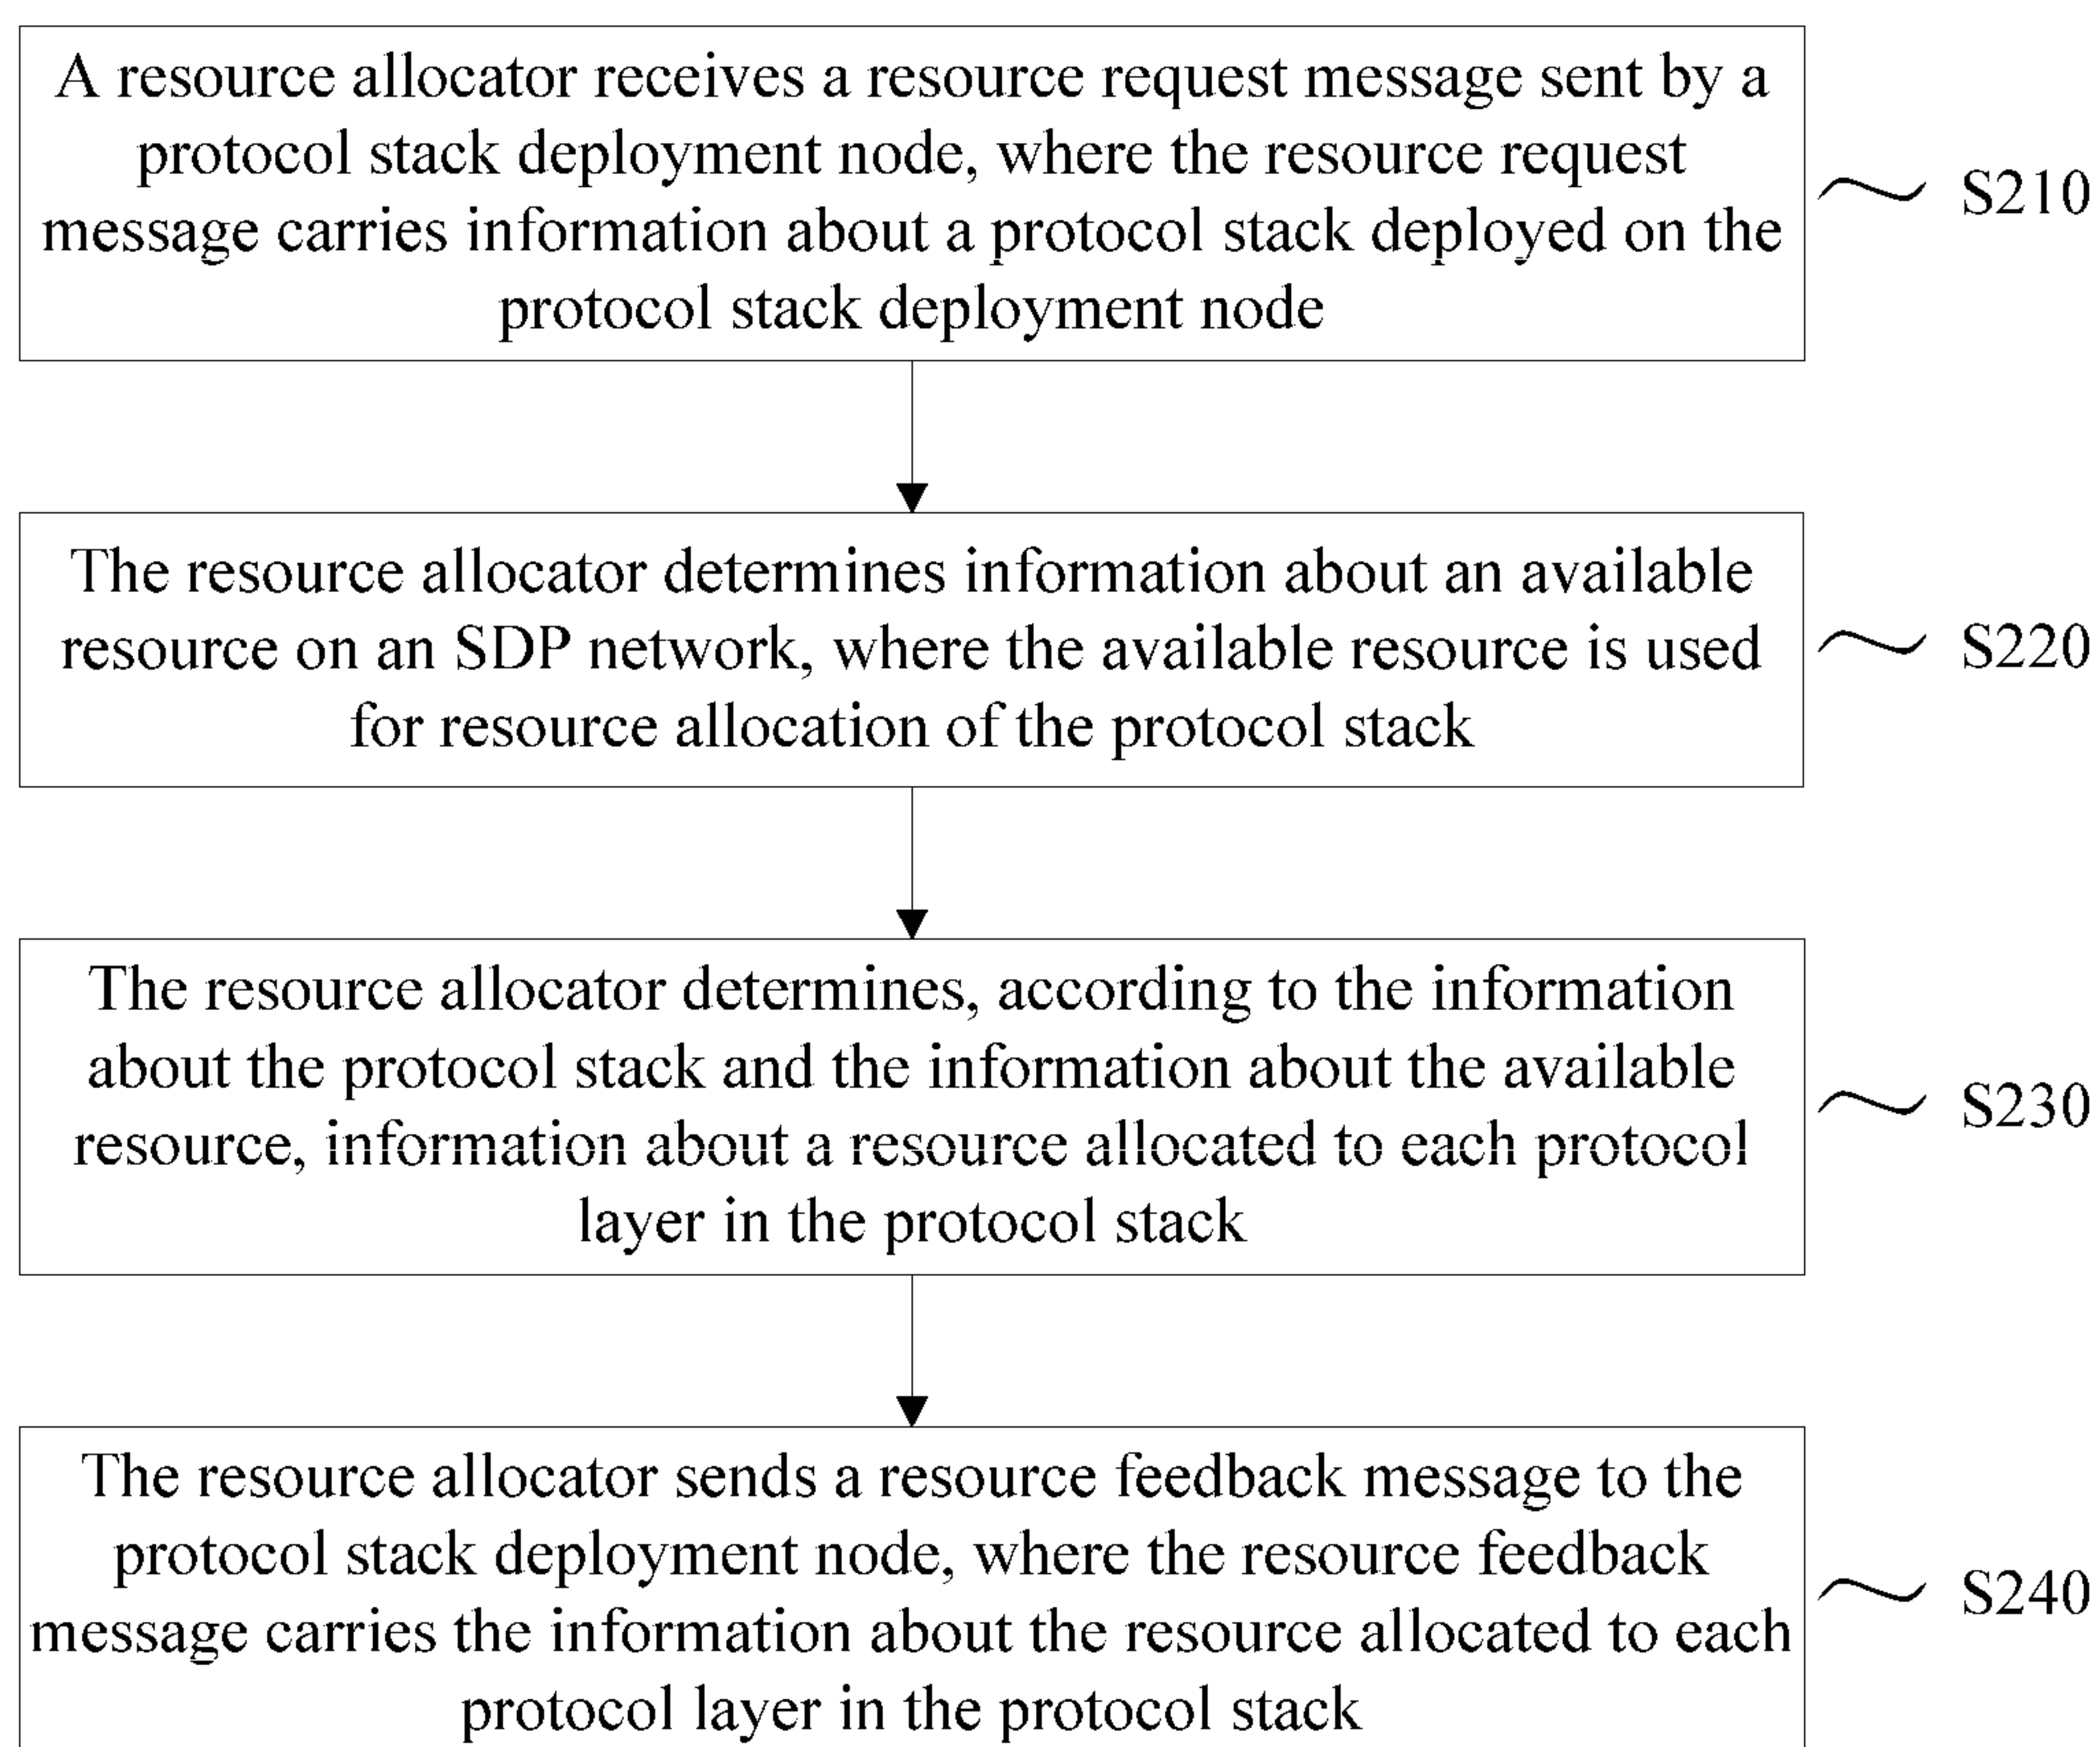 A resource allocator receives a resource request message sent by a
protocol stack deployment node, where the resource request
message carries information about a protocol stack deployed on the
protocol stack deployment node
S210
The resource allocator determines information about an available
resource on an SDP network, where the available resource is used
for resource allocation of the protocol stack
S220
The resource allocator determines, according to the information
about the protocol stack and the information about the available
resource, information about a resource allocated to each protocol
layer in the protocol stack
S230
The resource allocator sends a resource feedback message to the
protocol stack deployment node, where the resource feedback
message carries the information about the resource allocated to each
protocol layer in the protocol stack
S240